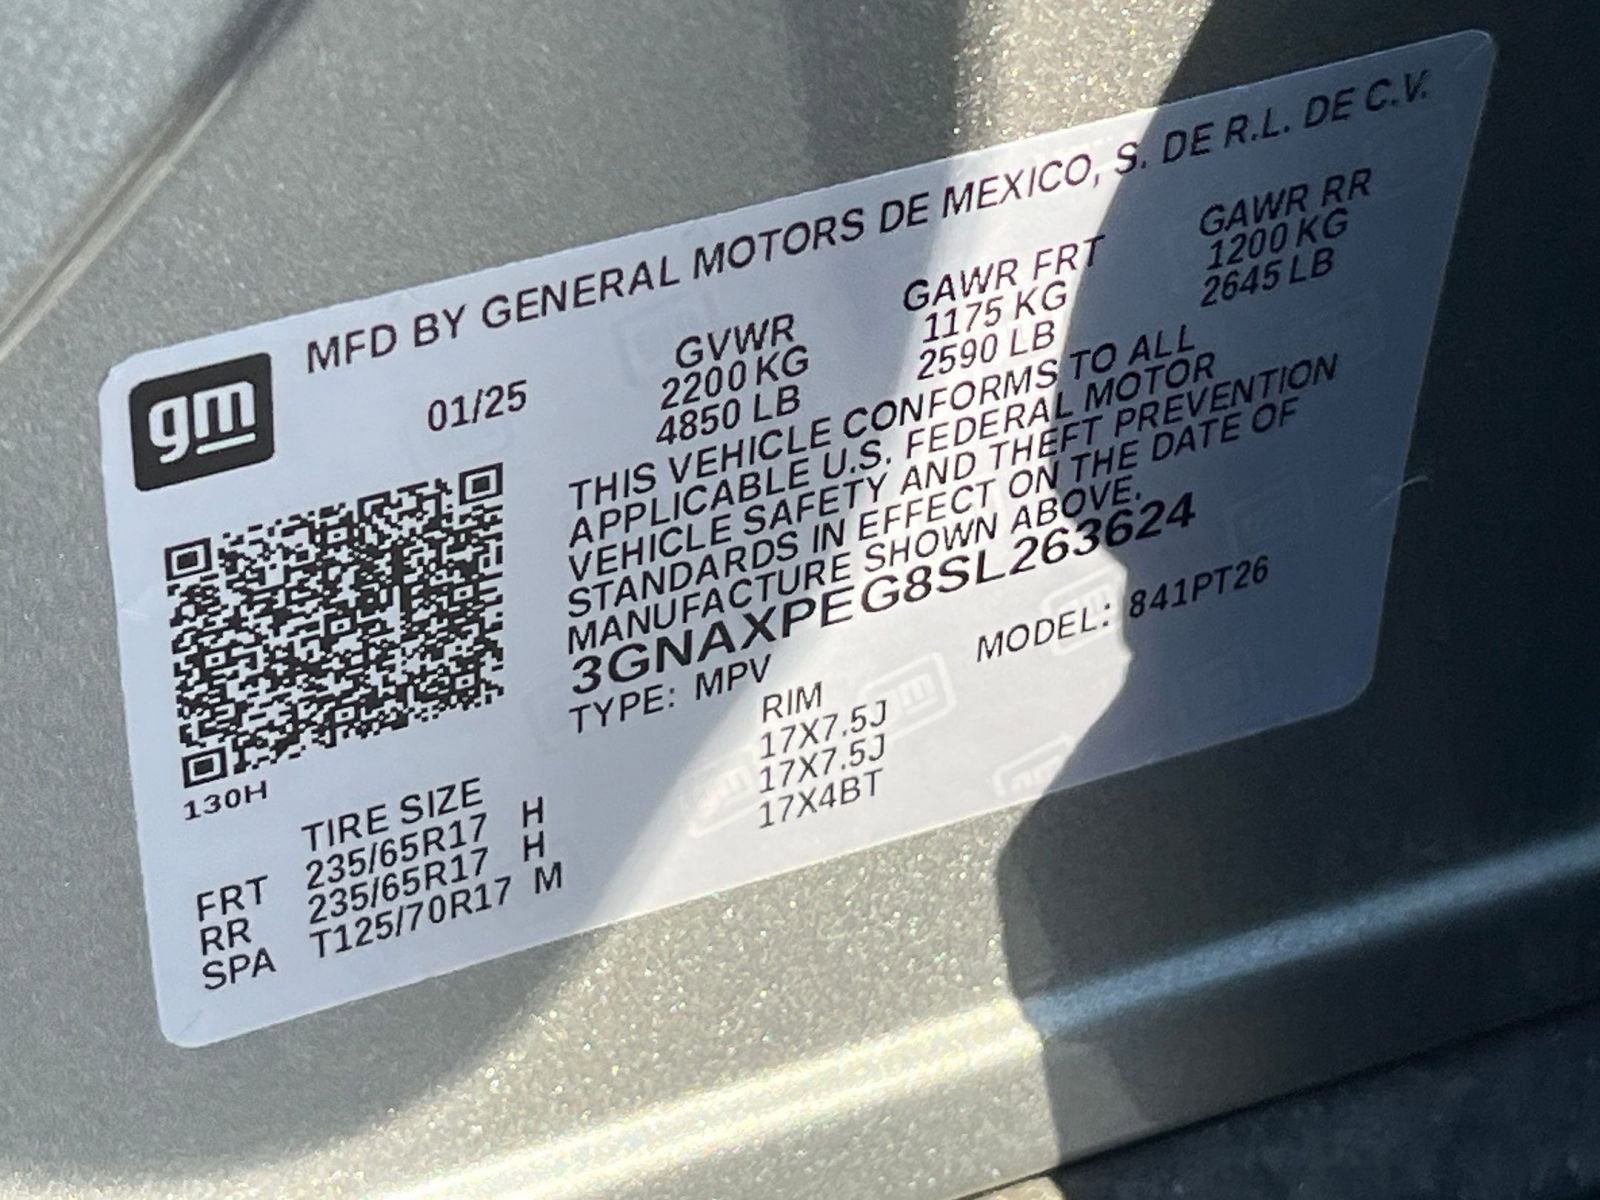 gm
MFD BY GENERAL MOTORS DE MEXICO, S. DE R.L. DE C.V.
01/25
GVWR GAWR FRT GAWR RR
2200 KG 1175 KG 1200 KG
4850 LB 2590 LB 2645 LB
THIS VEHICLE CONFORMS TO ALL
APPLICABLE U.S. FEDERAL MOTOR
VEHICLE SAFETY AND THEFT PREVENTION
STANDARDS IN EFFECT ON THE DATE OF
MANUFACTURE SHOWN ABOVE.
3GNAXPEG8SL263624
TYPE: MPV MODEL: 841PT26
130H
TIRE SIZE RIM
FRT 235/65R17 H 17X7.5J
RR 235/65R17 H 17X7.5J
SPA T125/70R17 M 17X4BT